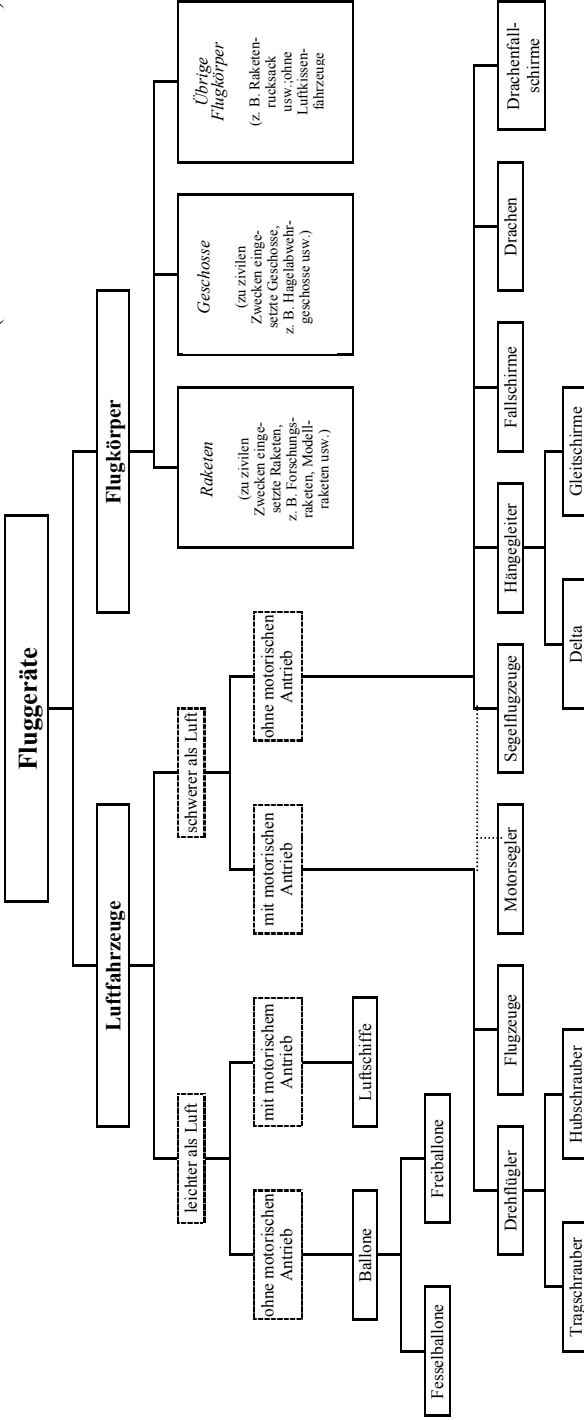 Fluggeräte
Luftfahrzeuge
Flugkörper
leichter als Luft
schwerer als Luft
Raketen
(zu zivilen
Zwecken einge-
setzte Raketen,
z. B. Forschungs-
raketen, Modell-
raketen usw.)
Geschosse
(zu zivilen
Zwecken einge-
setzte Geschosse,
z. B. Hagelabwehr-
geschosse usw.)
Übrige
Flugkörper
(z. B. Raketen-
rucksack
usw.;ohne
Luftkissen-
fahrzeuge
ohne motorischen
Antrieb
mit motorischem
Antrieb
mit motorischen
Antrieb
ohne motorischen
Antrieb
Ballone
Luftschiffe
Fesselballone
Freiballone
Drehflügler
Flugzeuge
Motorsegler
Segelflugzeuge
Hängegleiter
Fallschirme
Drachen
Drachenfall-
schirme
Tragschrauber
Hubschrauber
Delta
Gleitschirme